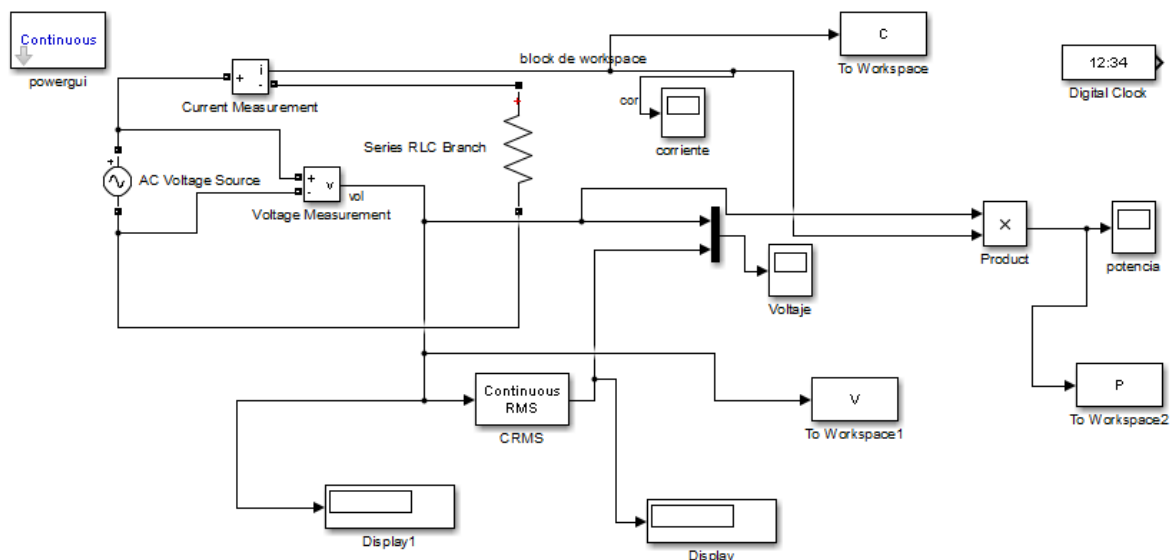 Continuous
powergui
i
+
-
Current Measurement
block de workspace
C
To Workspace
12:34
Digital Clock
cor
corriente
+
Series RLC Branch
+
AC Voltage Source
+
-
v
vol
Voltage Measurement
×
Product
potencia
Voltaje
Continuous
RMS
CRMS
V
To Workspace1
P
To Workspace2
Display1
Display